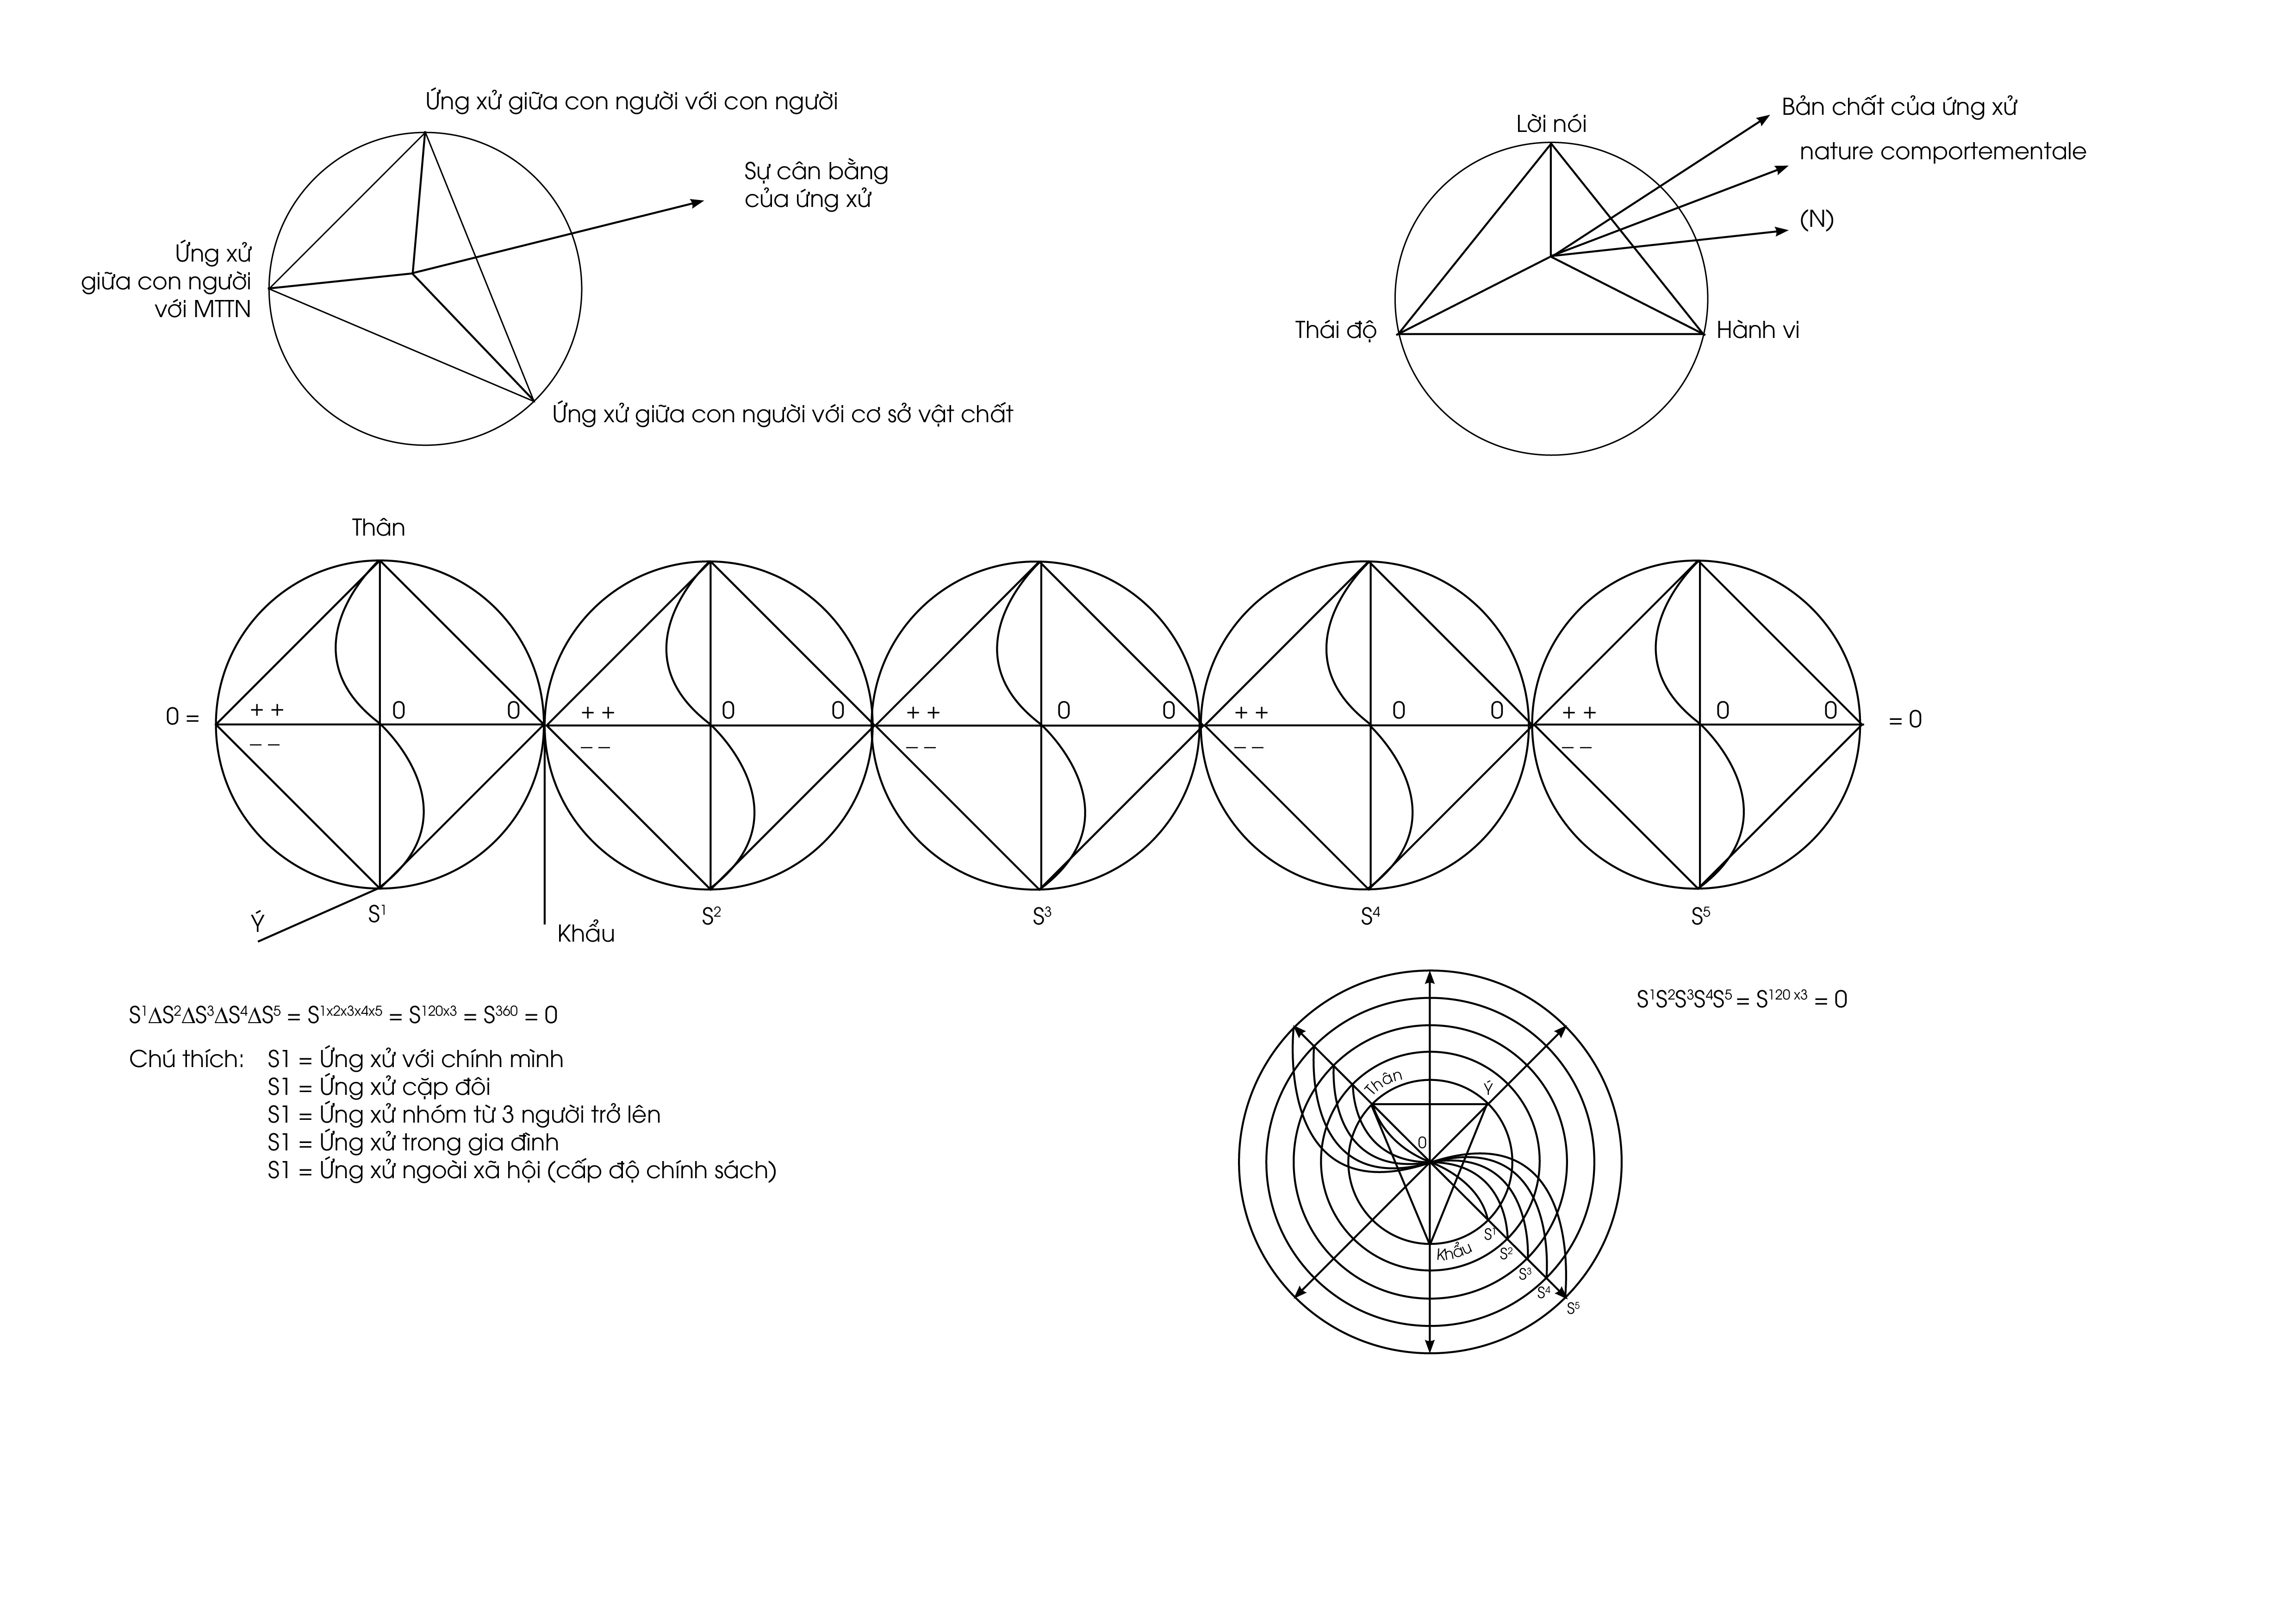 Ứng xử giữa con người với con người
Sự cân bằng
của ứng xử
Ứng xử
giữa con người
với MTTN
Ứng xử giữa con người với cơ sở vật chất
Lời nói
Bản chất của ứng xử
nature comportementale
(N)
Thái độ
Hành vi
Thân
0 =
+ + 0 0
+ + 0 0
+ + 0 0
+ + 0 0
+ + 0 0
= 0
– –
– –
– –
– –
– –
Ý
S¹
Khẩu
S²
S³
S⁴
S⁵
S¹∆S²∆S³∆S⁴∆S⁵ = S¹ˣ²ˣ³ˣ⁴ˣ⁵ = S¹²⁰ˣ³ = S³⁶⁰ = 0
Chú thích: S1 = Ứng xử với chính mình
S1 = Ứng xử cặp đôi
S1 = Ứng xử nhóm từ 3 người trở lên
S1 = Ứng xử trong gia đình
S1 = Ứng xử ngoài xã hội (cấp độ chính sách)
S¹S²S³S⁴S⁵ = S¹²⁰ ˣ³ = 0
Thân
Ý
0
Khẩu
S¹
S²
S³
S⁴
S⁵